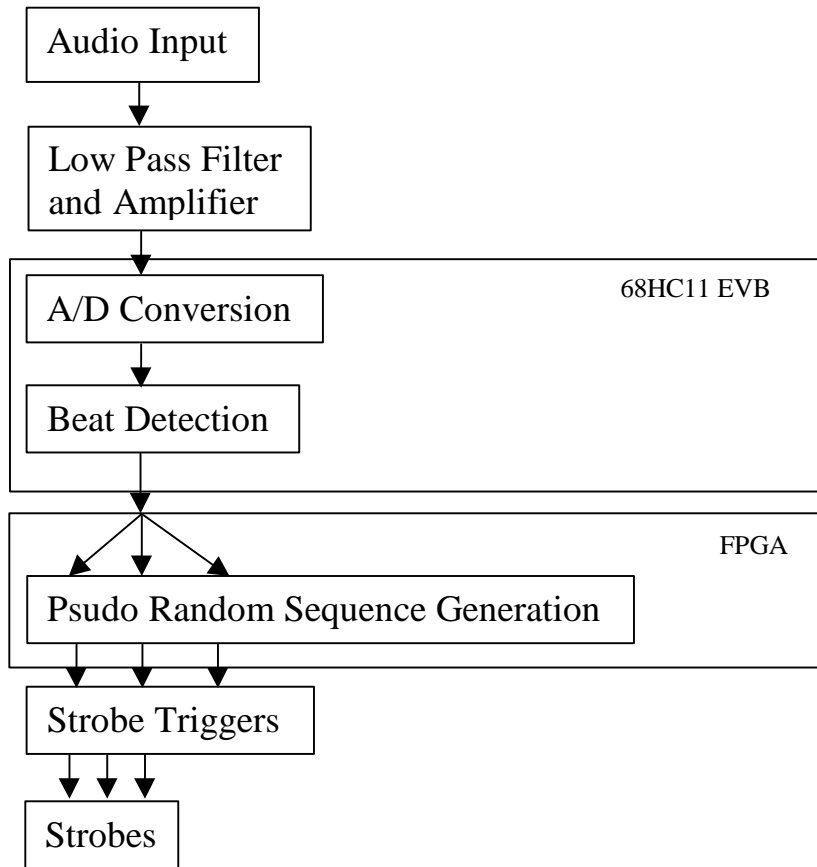 Audio Input
Low Pass Filter
and Amplifier
68HC11 EVB
A/D Conversion
Beat Detection
FPGA
Psudo Random Sequence Generation
Strobe Triggers
Strobes